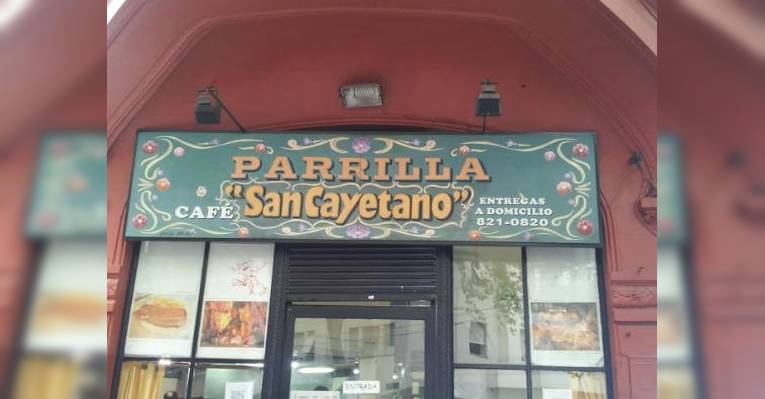 PARRILLA
"San Cayetano"
CAFÉ
ENTREGAS
A DOMICILIO
821-0820
ENTRADA